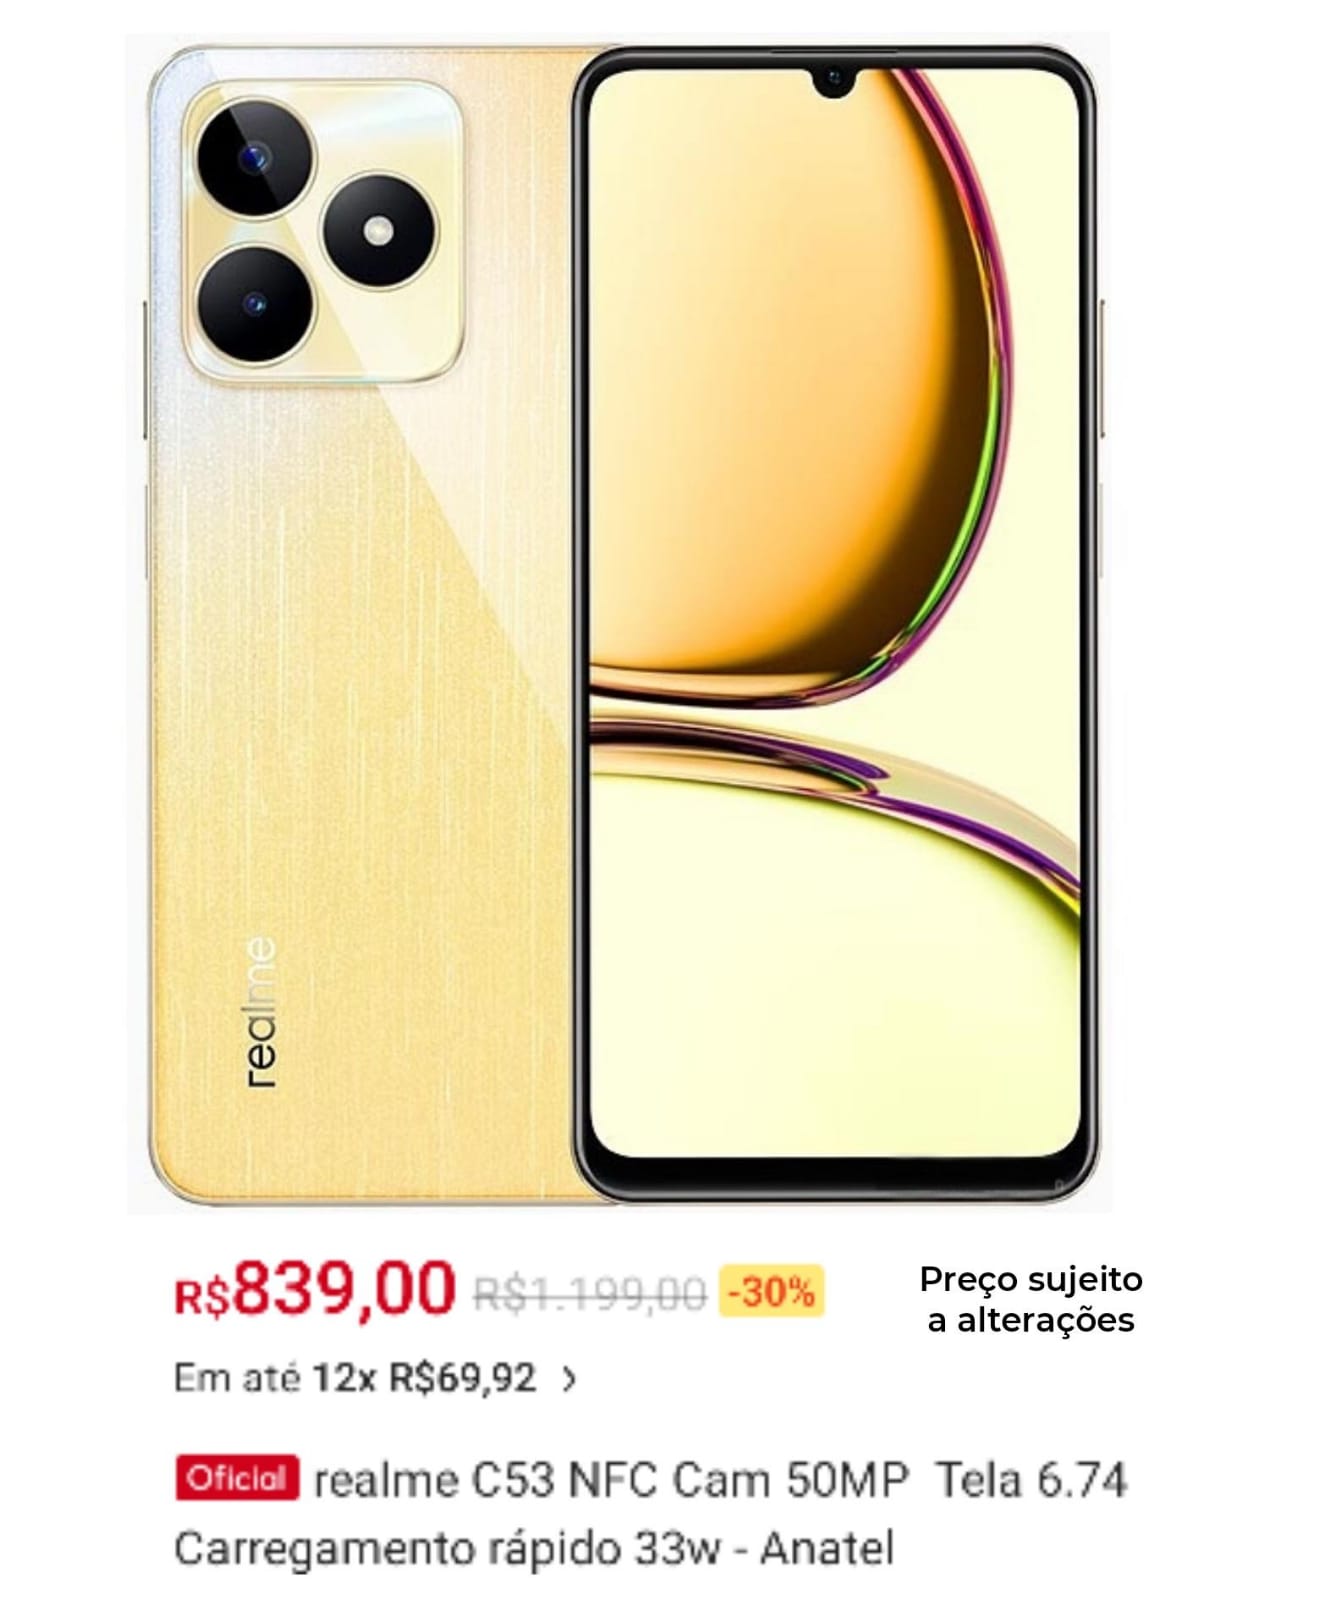 realme
R$839,00 R$1.199,00 -30%
Preço sujeito
a alterações
Em até 12x R$69,92 >
Oficial realme C53 NFC Cam 50MP Tela 6.74
Carregamento rápido 33w - Anatel